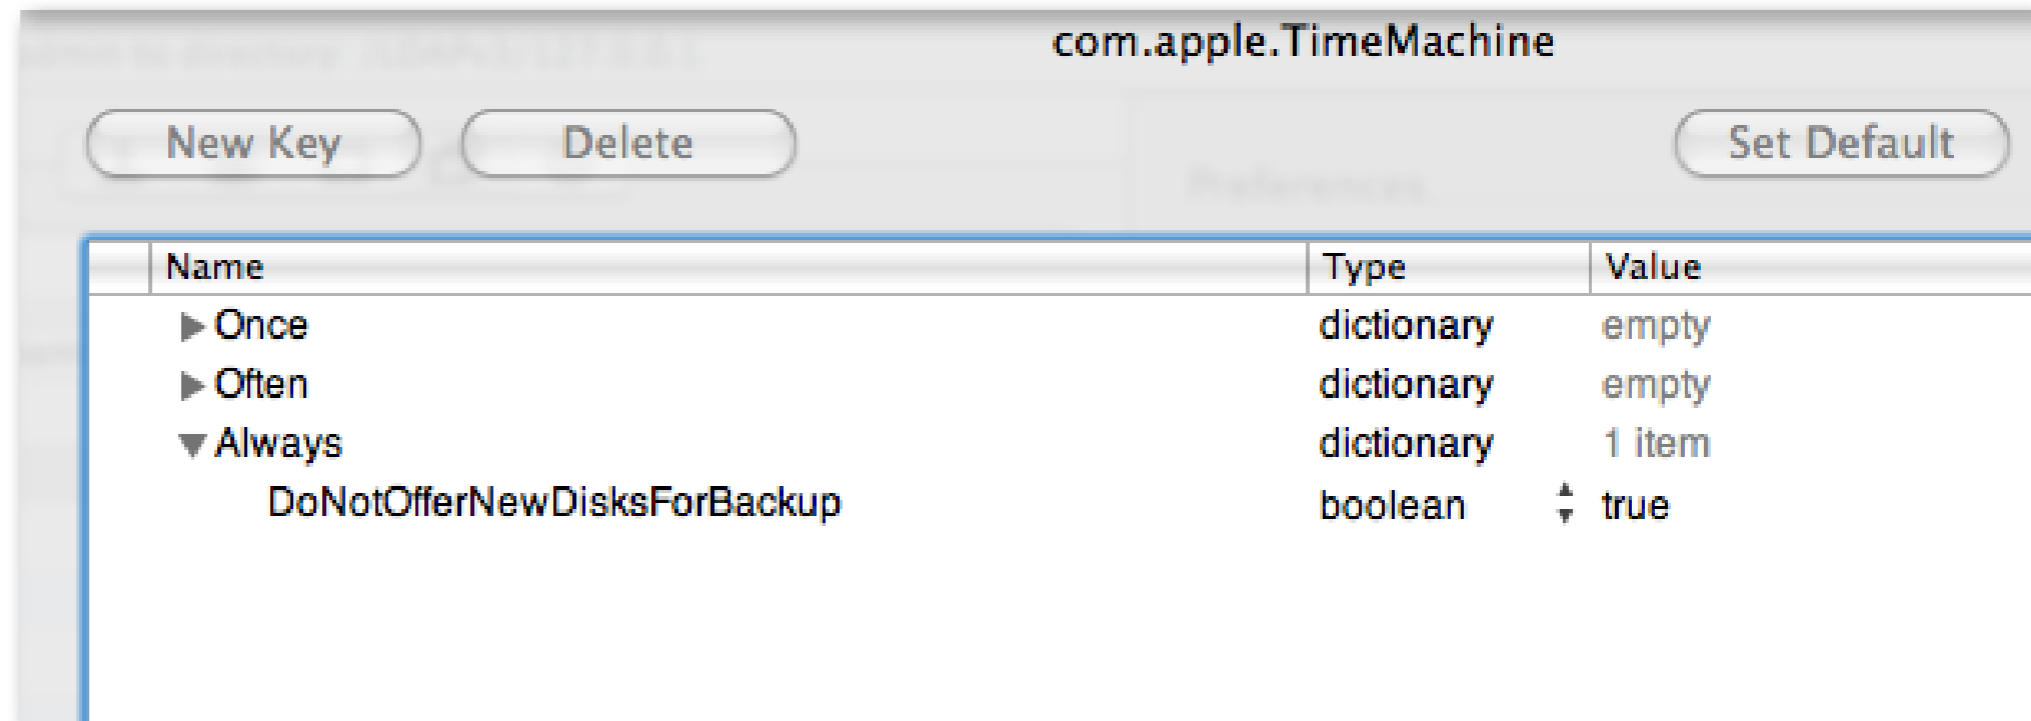 com.apple.TimeMachine
New Key Delete Set Default
Preferences
Name Type Value
Once dictionary empty
Often dictionary empty
Always dictionary 1 item
DoNotOfferNewDisksForBackup boolean true